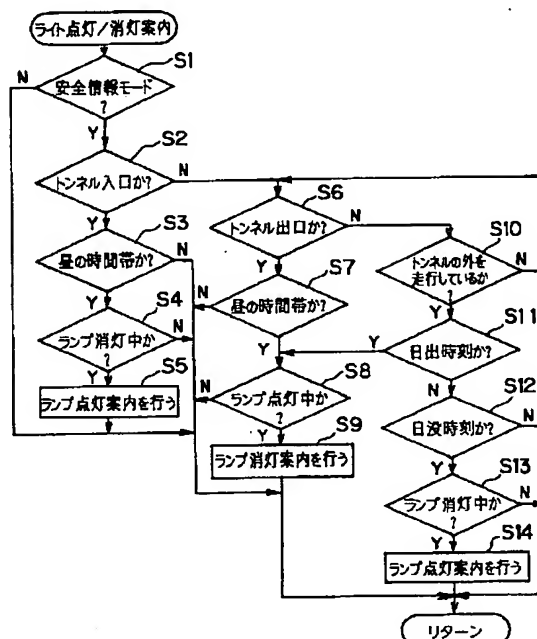 ライト点灯/消灯案内
S1
N
安全情報モード
?
Y
S2
トンネル入口か?
N
Y
S3
昼の時間帯か?
N
Y
S4
ランプ消灯中か
?
N
Y
S5
ランプ点灯案内を行う
S6
トンネル出口か?
N
Y
S7
昼の時間帯か?
N
Y
S8
ランプ点灯中か
?
N
Y
S9
ランプ消灯案内を行う
S10
トンネルの外を
走行しているか
?
N
Y
S11
日出時刻か?
Y
N
S12
日没時刻か?
N
Y
S13
ランプ消灯中か
?
N
Y
S14
ランプ点灯案内を行う
リターン